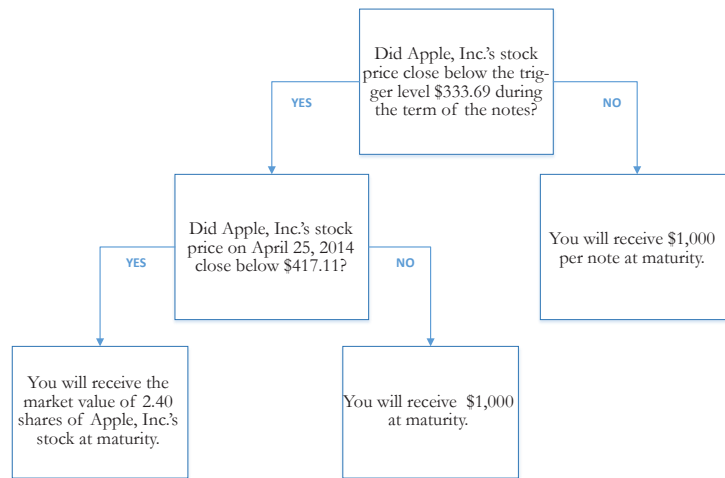 Did Apple, Inc.'s stock
price close below the trig-
ger level $333.69 during
the term of the notes?
YES
NO
Did Apple, Inc.'s stock
price on April 25, 2014
close below $417.11?
You will receive $1,000
per note at maturity.
YES
NO
You will receive the
market value of 2.40
shares of Apple, Inc.'s
stock at maturity.
You will receive $1,000
at maturity.